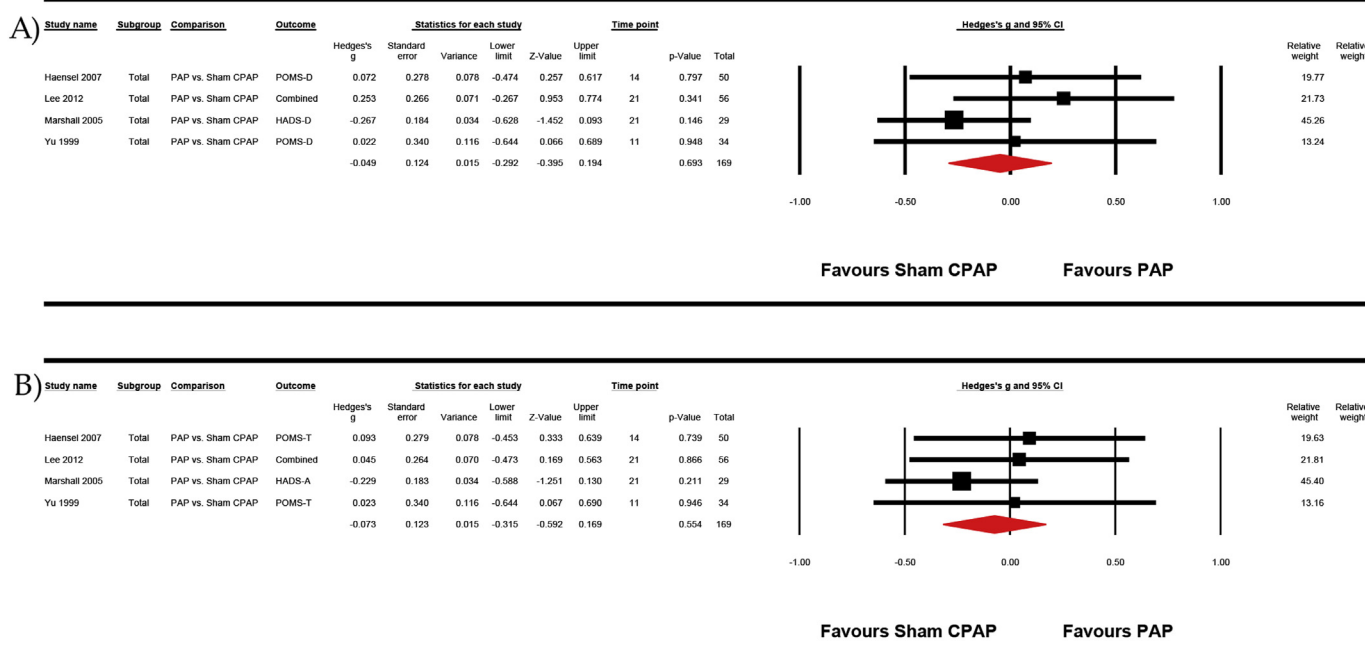 A) Study name Subgroup Comparison Outcome Statistics for each study Time point Hedges's g and 95% CI
Hedges's g Standard error Variance Lower limit Z-Value Upper limit p-Value Total Relative weight Relative weight
Haensel 2007 Total PAP vs. Sham CPAP POMS-D 0.072 0.278 0.078 -0.474 0.257 0.617 14 0.797 50 19.77
Lee 2012 Total PAP vs. Sham CPAP Combined 0.253 0.266 0.071 -0.267 0.953 0.774 21 0.341 56 21.73
Marshall 2005 Total PAP vs. Sham CPAP HADS-D -0.267 0.184 0.034 -0.628 -1.452 0.093 21 0.146 29 45.26
Yu 1999 Total PAP vs. Sham CPAP POMS-D 0.022 0.340 0.116 -0.644 0.066 0.689 11 0.948 34 13.24
-0.049 0.124 0.015 -0.292 -0.395 0.194 0.693 169
-1.00 -0.50 0.00 0.50 1.00
Favours Sham CPAP Favours PAP
B) Study name Subgroup Comparison Outcome Statistics for each study Time point Hedges's g and 95% CI
Hedges's g Standard error Variance Lower limit Z-Value Upper limit p-Value Total Relative weight Relative weight
Haensel 2007 Total PAP vs. Sham CPAP POMS-T 0.093 0.279 0.078 -0.453 0.333 0.639 14 0.739 50 19.63
Lee 2012 Total PAP vs. Sham CPAP Combined 0.045 0.264 0.070 -0.473 0.169 0.563 21 0.866 56 21.81
Marshall 2005 Total PAP vs. Sham CPAP HADS-A -0.229 0.183 0.034 -0.588 -1.251 0.130 21 0.211 29 45.40
Yu 1999 Total PAP vs. Sham CPAP POMS-T 0.023 0.340 0.116 -0.644 0.067 0.690 11 0.946 34 13.16
-0.073 0.123 0.015 -0.315 -0.592 0.169 0.554 169
-1.00 -0.50 0.00 0.50 1.00
Favours Sham CPAP Favours PAP